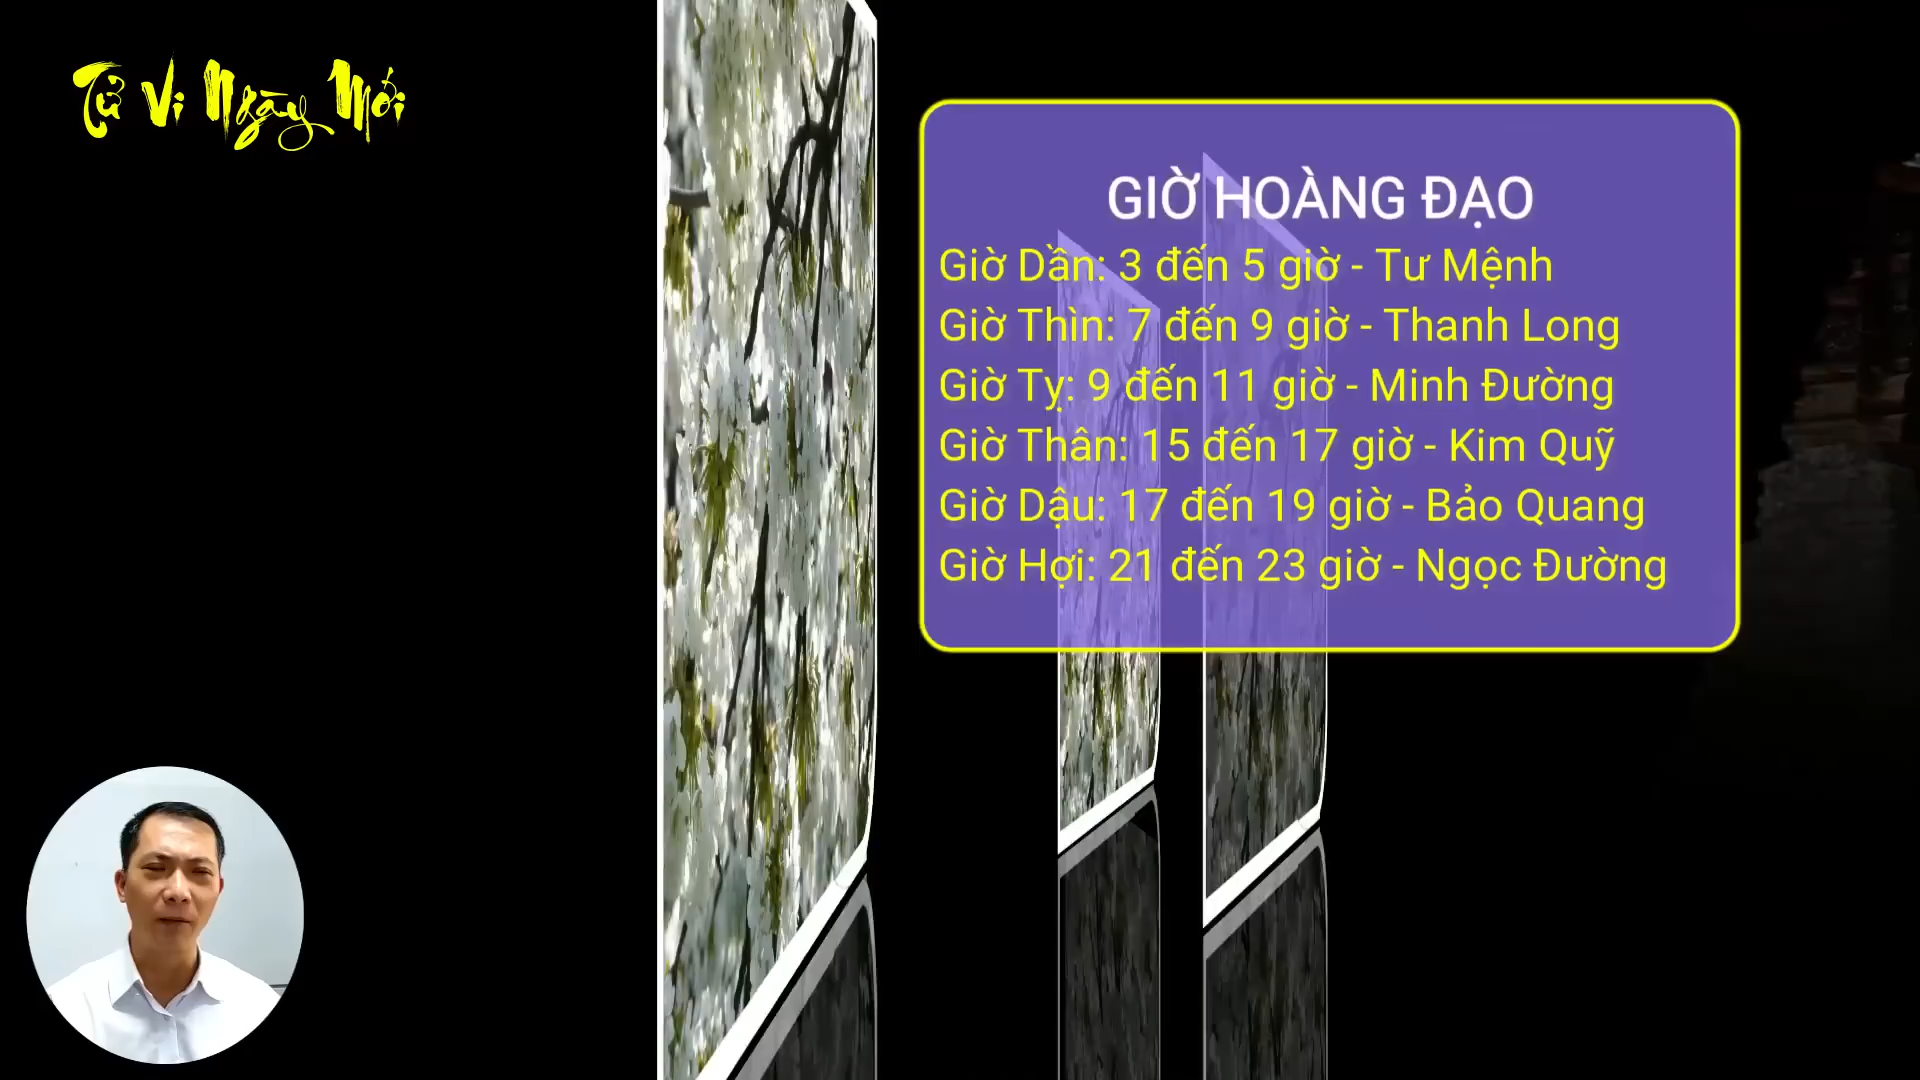 Tử Vi Ngày Mới
GIỜ HOÀNG ĐẠO
Giờ Dần: 3 đến 5 giờ - Tư Mệnh
Giờ Thìn: 7 đến 9 giờ - Thanh Long
Giờ Tỵ: 9 đến 11 giờ - Minh Đường
Giờ Thân: 15 đến 17 giờ - Kim Quỹ
Giờ Dậu: 17 đến 19 giờ - Bảo Quang
Giờ Hợi: 21 đến 23 giờ - Ngọc Đường